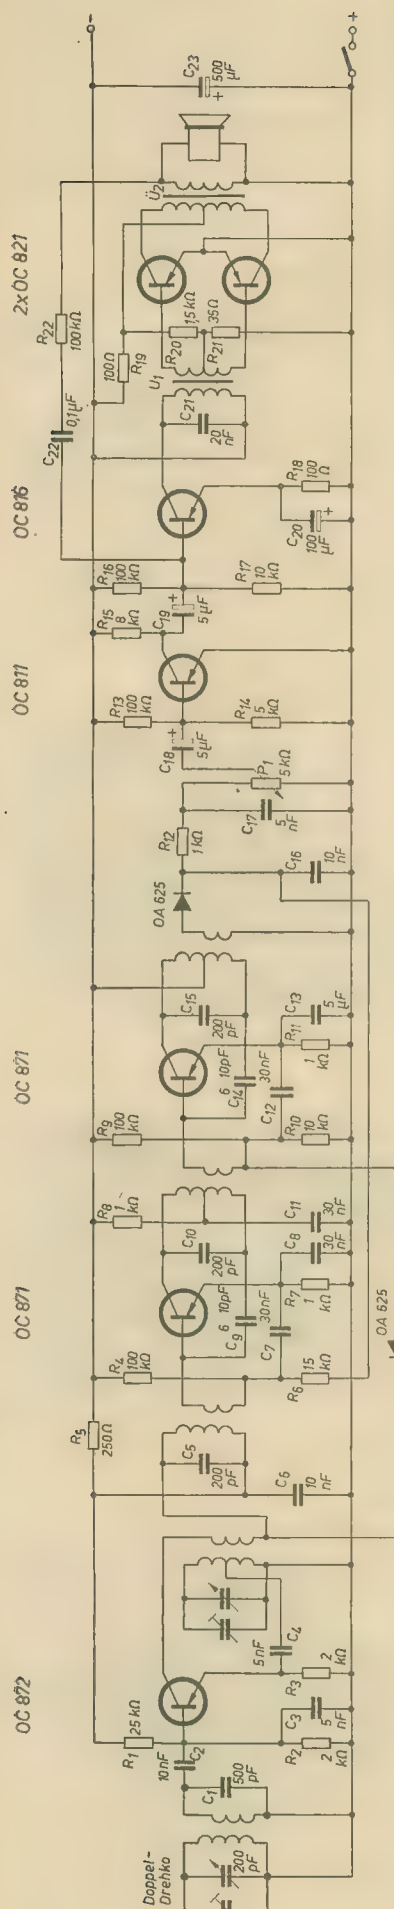 −
+
C23
500
µF
+
Ü2
2x OC 821
R22
100kΩ
100Ω
R19
R20
1,5kΩ
R21
35Ω
U1
C22
0,1µF
C21
20
nF
OC 816
R18
100
Ω
C20
100
µF
+
R16
100
kΩ
R17
10
kΩ
R15
8
kΩ
C19
+
5µF
OC 811
R13
100
kΩ
R14
5
kΩ
C18
+
5µF
P1
5kΩ
C17
5
nF
R12
1kΩ
C16
10
nF
OA 625
OC 871
C15
200
pF
C13
5
µF
R11
1
kΩ
6
10pF
C14
30nF
C12
R9
100
kΩ
R10
10
kΩ
R8
1
kΩ
C11
30
nF
C10
200
pF
C8
30
nF
OC 871
R7
1
kΩ
6
10pF
C9
30nF
C7
OA 625
R4
100
kΩ
R6
15
kΩ
R5
250Ω
C5
200
pF
C6
10
nF
C4
5nF
OC 872
R3
2
kΩ
C3
5
nF
R1
25kΩ
R2
2
kΩ
10nF
C2
C1
500
pF
Doppel-
Drehko
200
pF